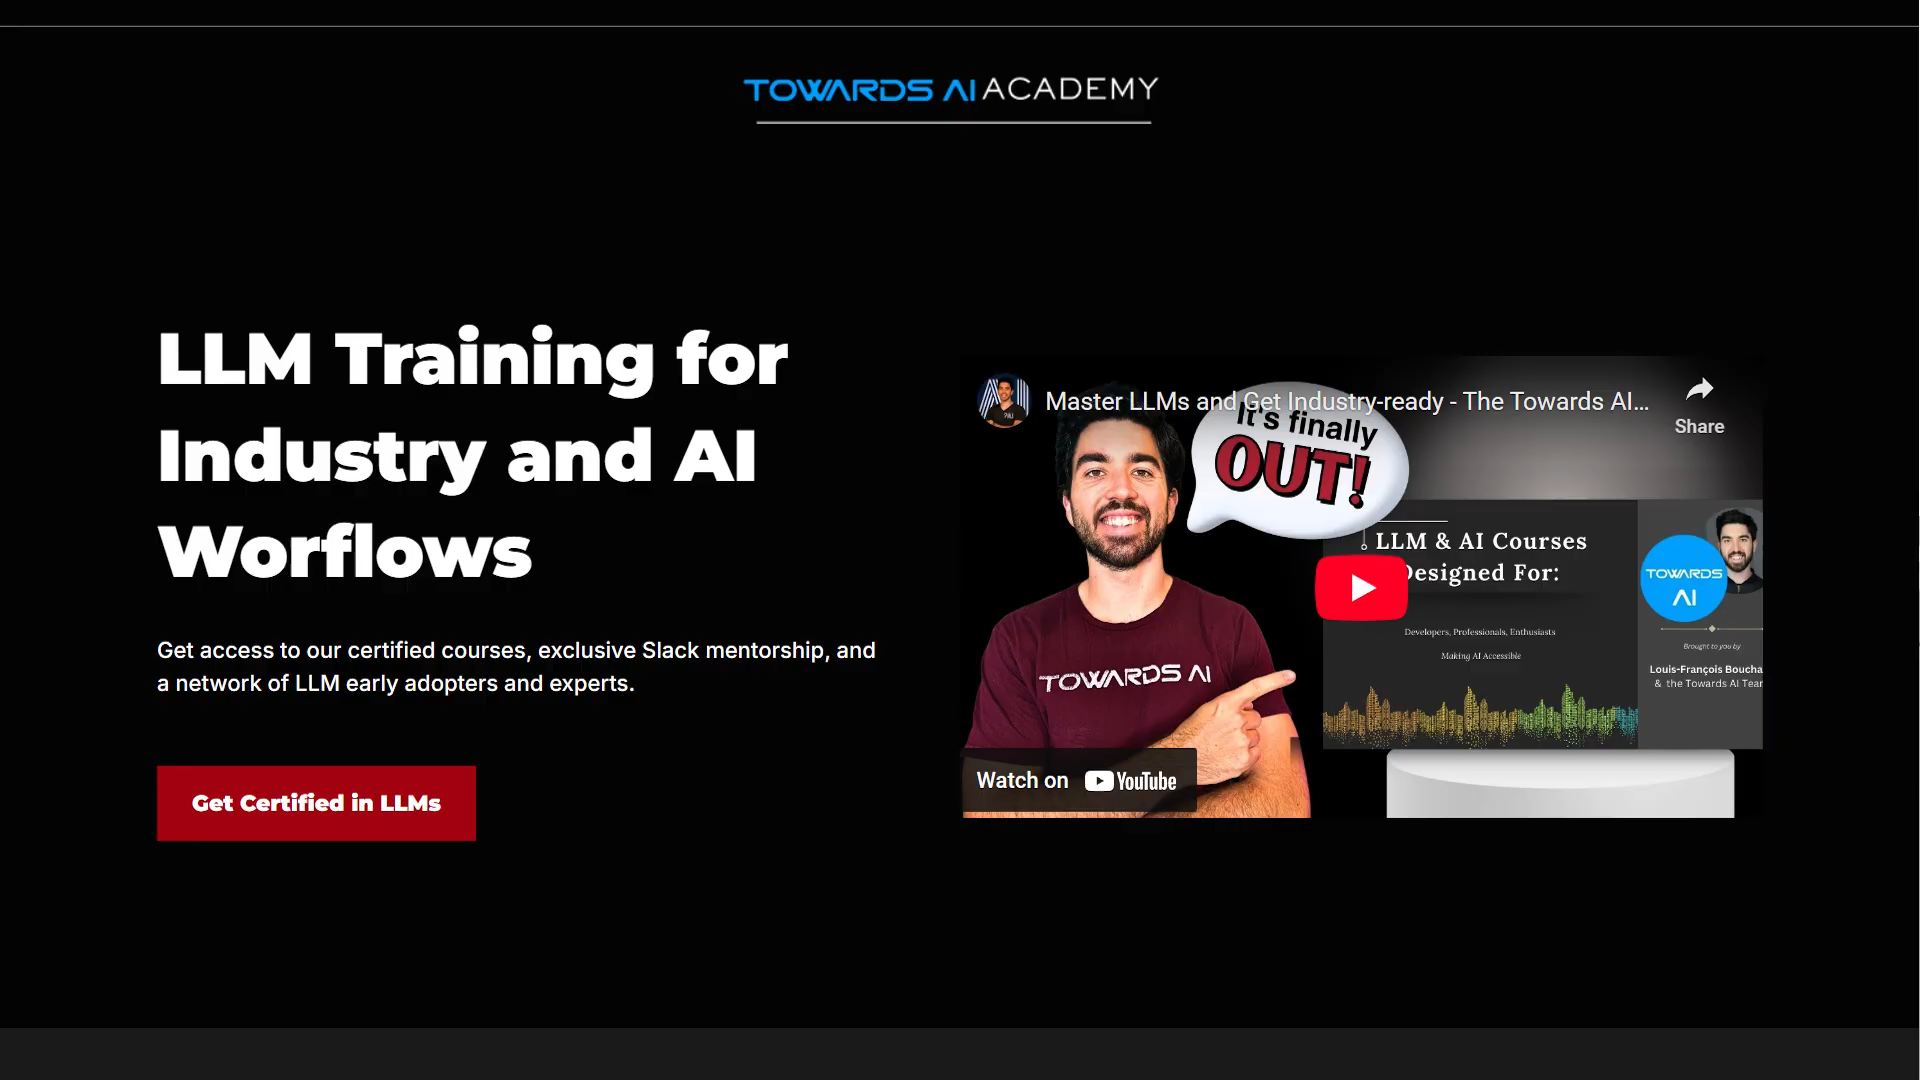 TOWARDS AI ACADEMY
LLM Training for
Industry and AI
Worflows
Get access to our certified courses, exclusive Slack mentorship, and
a network of LLM early adopters and experts.
Get Certified in LLMs
Master LLMs and Get Industry-ready - The Towards AI...
Share
It's finally
OUT!
LLM & AI Courses
Designed For:
Developers, Professionals, Enthusiasts
Making AI Accessible
TOWARDS
AI
Brought to you by
Louis-François Boucha
& the Towards AI Tear
TOWARDS AI
Watch on YouTube